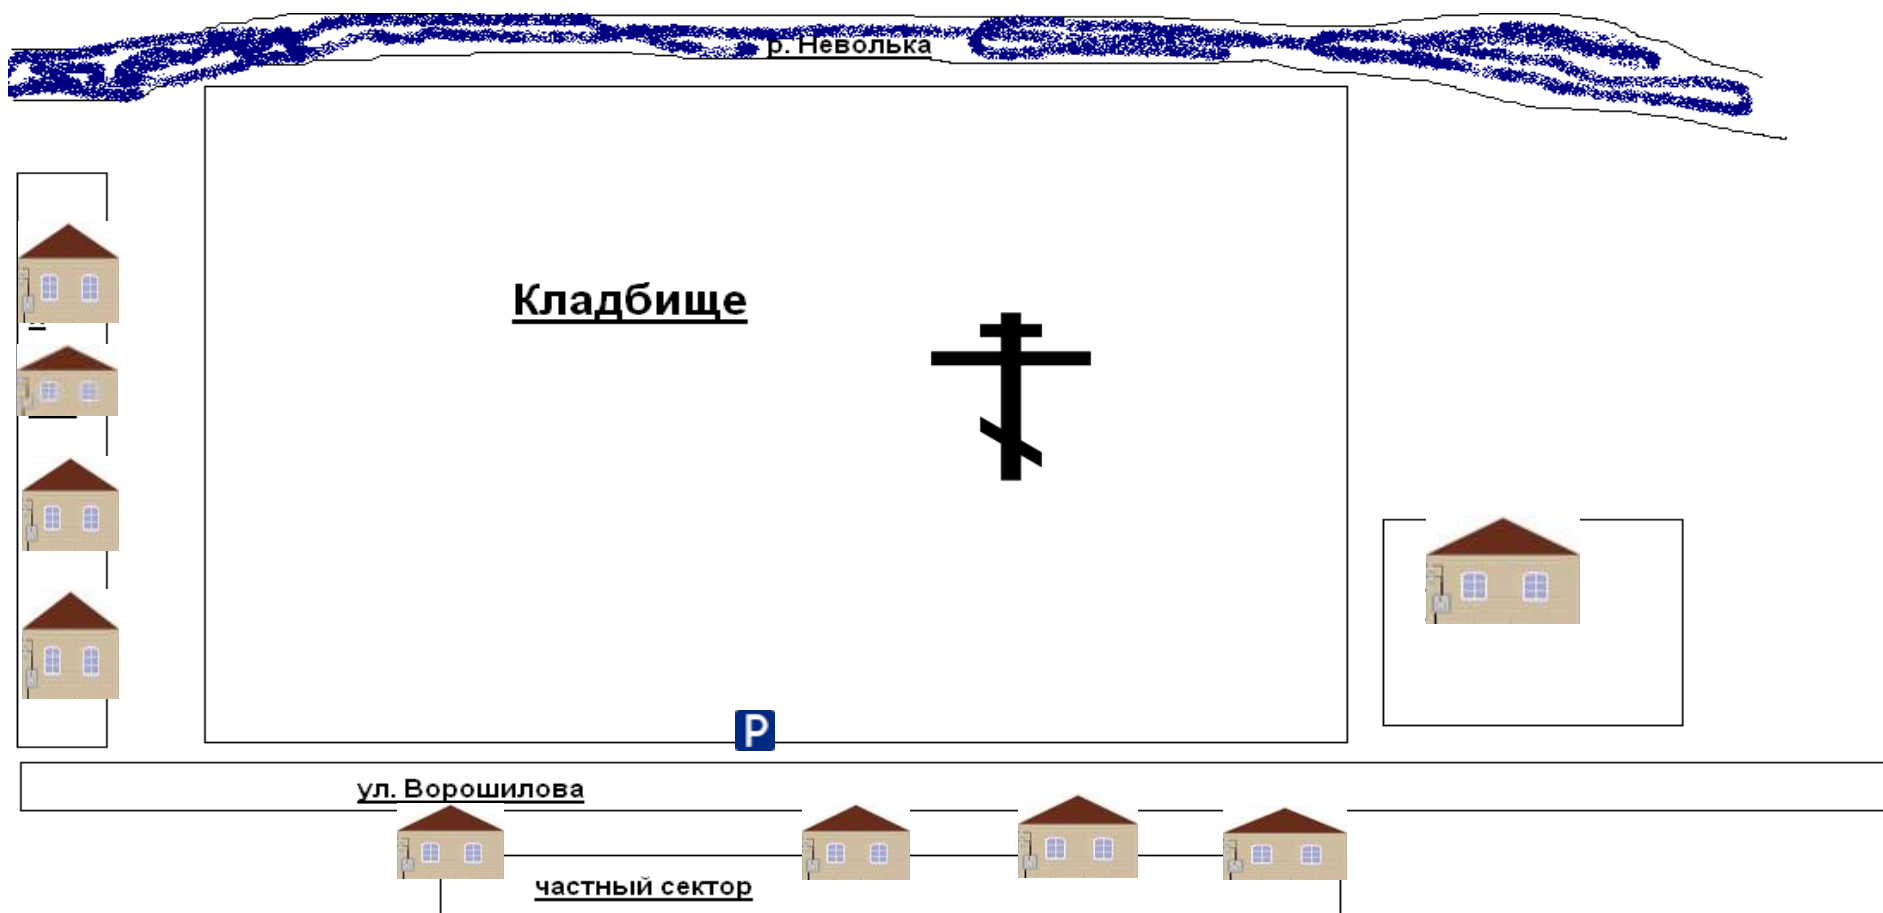 р. Неволька
Кладбище
P
ул. Ворошилова
частный сектор